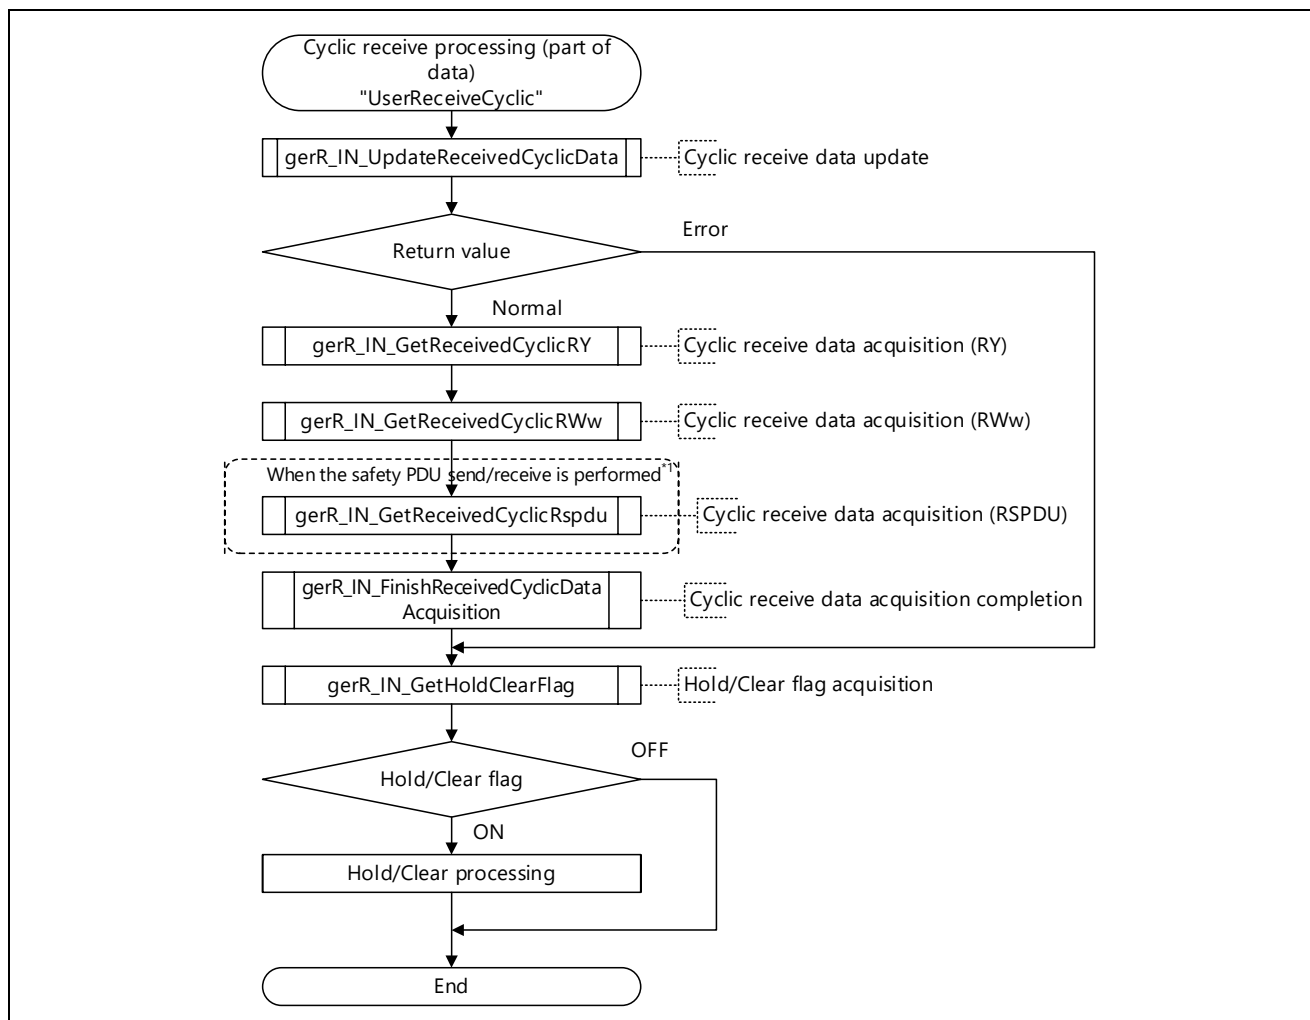 Cyclic receive processing (part of
data)
"UserReceiveCyclic"
gerR_IN_UpdateReceivedCyclicData
Cyclic receive data update
Return value
Error
Normal
gerR_IN_GetReceivedCyclicRY
Cyclic receive data acquisition (RY)
gerR_IN_GetReceivedCyclicRWw
Cyclic receive data acquisition (RWw)
When the safety PDU send/receive is performed*1
gerR_IN_GetReceivedCyclicRspdu
Cyclic receive data acquisition (RSPDU)
gerR_IN_FinishReceivedCyclicData
Acquisition
Cyclic receive data acquisition completion
gerR_IN_GetHoldClearFlag
Hold/Clear flag acquisition
Hold/Clear flag
OFF
ON
Hold/Clear processing
End